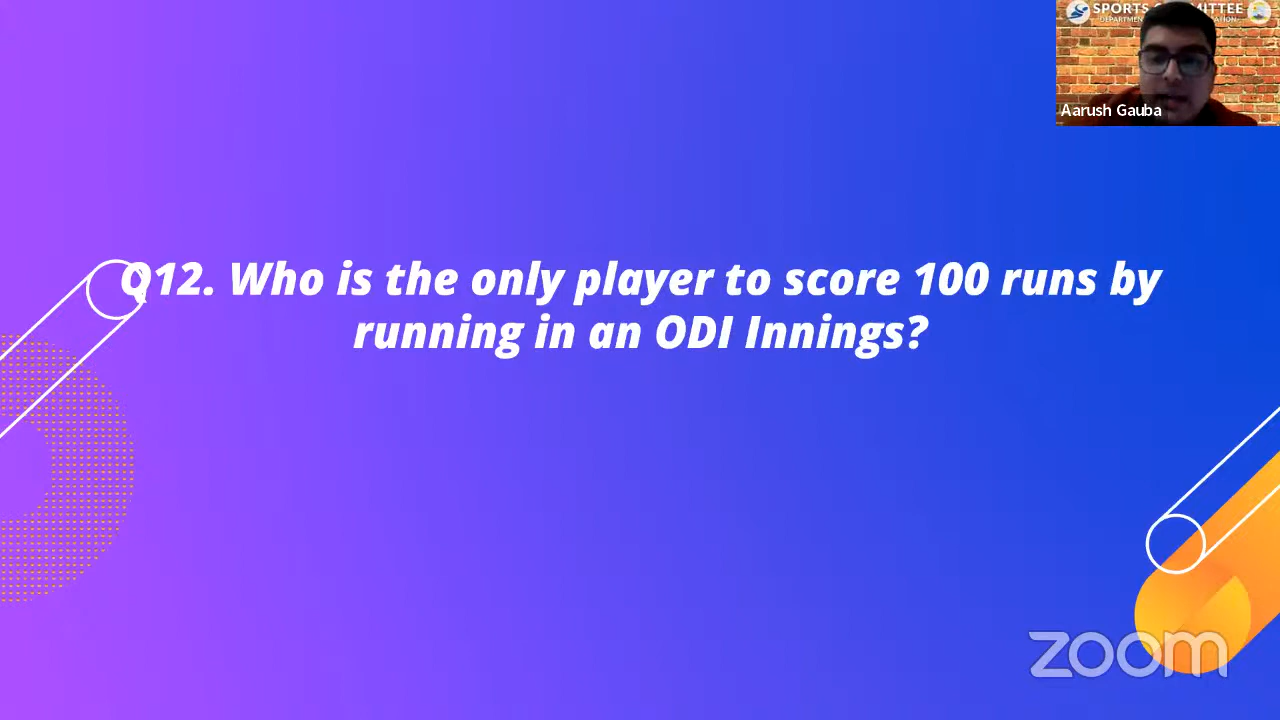 SPORTS
Aarush Gauba
Q12. Who is the only player to score 100 runs by
running in an ODI Innings?
zoom